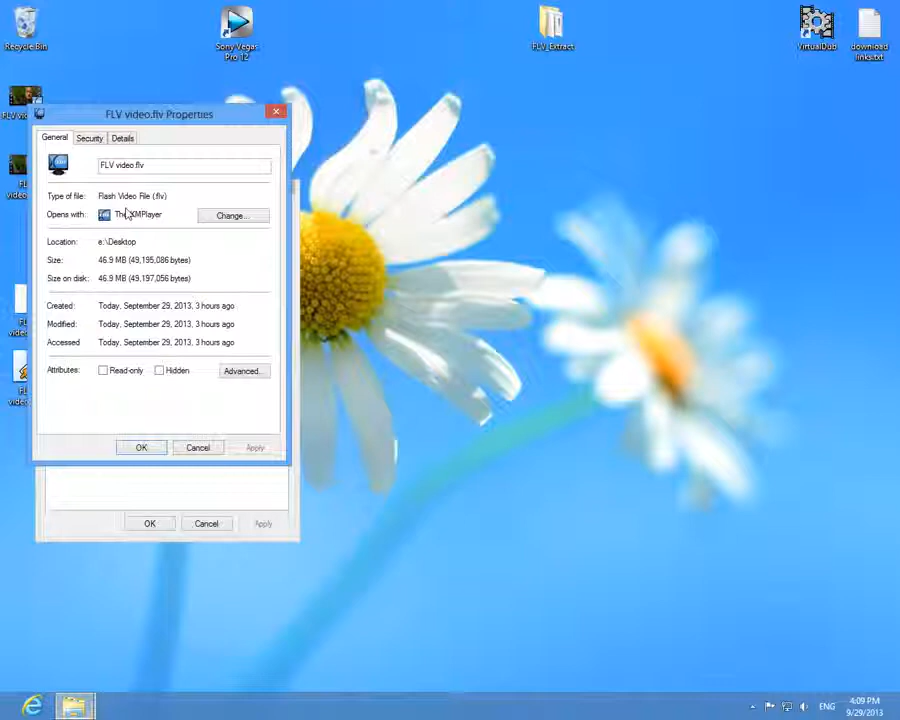 Recycle Bin
Sony Vegas
Pro 12
FLV_Extract
VirtualDub
download
links.txt
FLV video.flv Properties
General
Security
Details
FLV video.flv
Type of file:
Flash Video File (.flv)
Opens with:
XMPlayer
Change...
Location:
e:\Desktop
Size:
46.9 MB (49,195,086 bytes)
Size on disk:
46.9 MB (49,197,056 bytes)
Created:
Today, September 29, 2013, 3 hours ago
Modified:
Today, September 29, 2013, 3 hours ago
Accessed:
Today, September 29, 2013, 3 hours ago
Attributes:
Read-only
Hidden
Advanced...
OK
Cancel
Apply
OK
Cancel
Apply
ENG
4:09 PM
9/29/2013